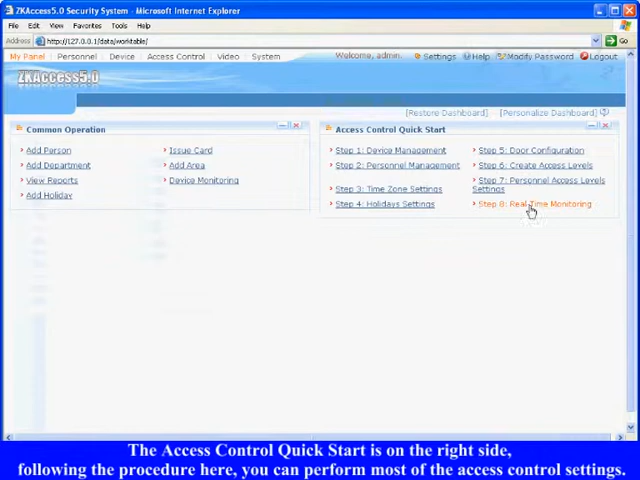 ZKAccess5.0 Security System - Microsoft Internet Explorer
File Edit View Favorites Tools Help
Address http://127.0.0.1/data/worktable/ Go
My Panel Personnel Device Access Control Video System Welcome, admin. Settings Help Modify Password Logout
ZKAccess5.0
[Restore Dashboard] [Personalize Dashboard]
Common Operation
Add Person Issue Card
Add Department Add Area
View Reports Device Monitoring
Add Holiday
Access Control Quick Start
Step 1: Device Management Step 5: Door Configuration
Step 2: Personnel Management Step 6: Create Access Levels
Step 3: Time Zone Settings Step 7: Personnel Access Levels
Settings
Step 4: Holidays Settings Step 8: Real-Time Monitoring
The Access Control Quick Start is on the right side,
following the procedure here, you can perform most of the access control settings.